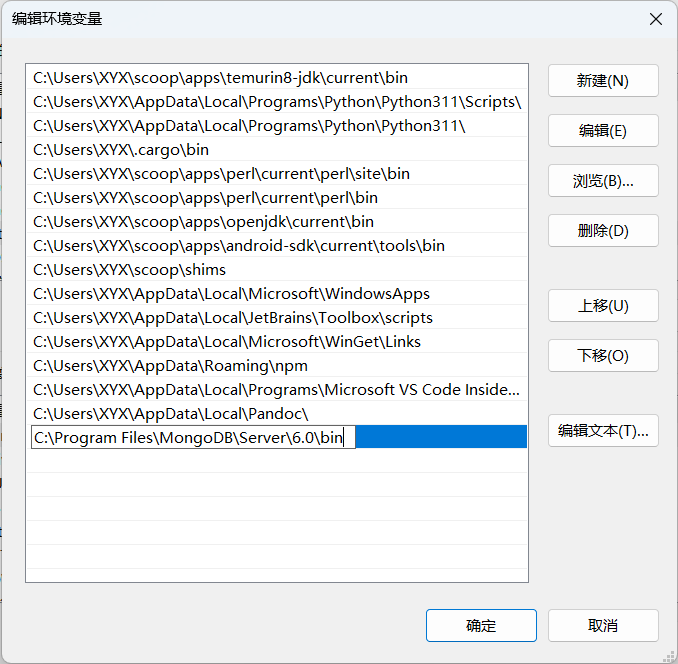 编辑环境变量
C:\Users\XYX\scoop\apps\temurin8-jdk\current\bin
C:\Users\XYX\AppData\Local\Programs\Python\Python311\Scripts\
C:\Users\XYX\AppData\Local\Programs\Python\Python311\
C:\Users\XYX\.cargo\bin
C:\Users\XYX\scoop\apps\perl\current\perl\site\bin
C:\Users\XYX\scoop\apps\perl\current\perl\bin
C:\Users\XYX\scoop\apps\openjdk\current\bin
C:\Users\XYX\scoop\apps\android-sdk\current\tools\bin
C:\Users\XYX\scoop\shims
C:\Users\XYX\AppData\Local\Microsoft\WindowsApps
C:\Users\XYX\AppData\Local\JetBrains\Toolbox\scripts
C:\Users\XYX\AppData\Local\Microsoft\WinGet\Links
C:\Users\XYX\AppData\Roaming\npm
C:\Users\XYX\AppData\Local\Programs\Microsoft VS Code Inside...
C:\Users\XYX\AppData\Local\Pandoc\
C:\Program Files\MongoDB\Server\6.0\bin
新建(N)
编辑(E)
浏览(B)...
删除(D)
上移(U)
下移(O)
编辑文本(T)...
确定
取消